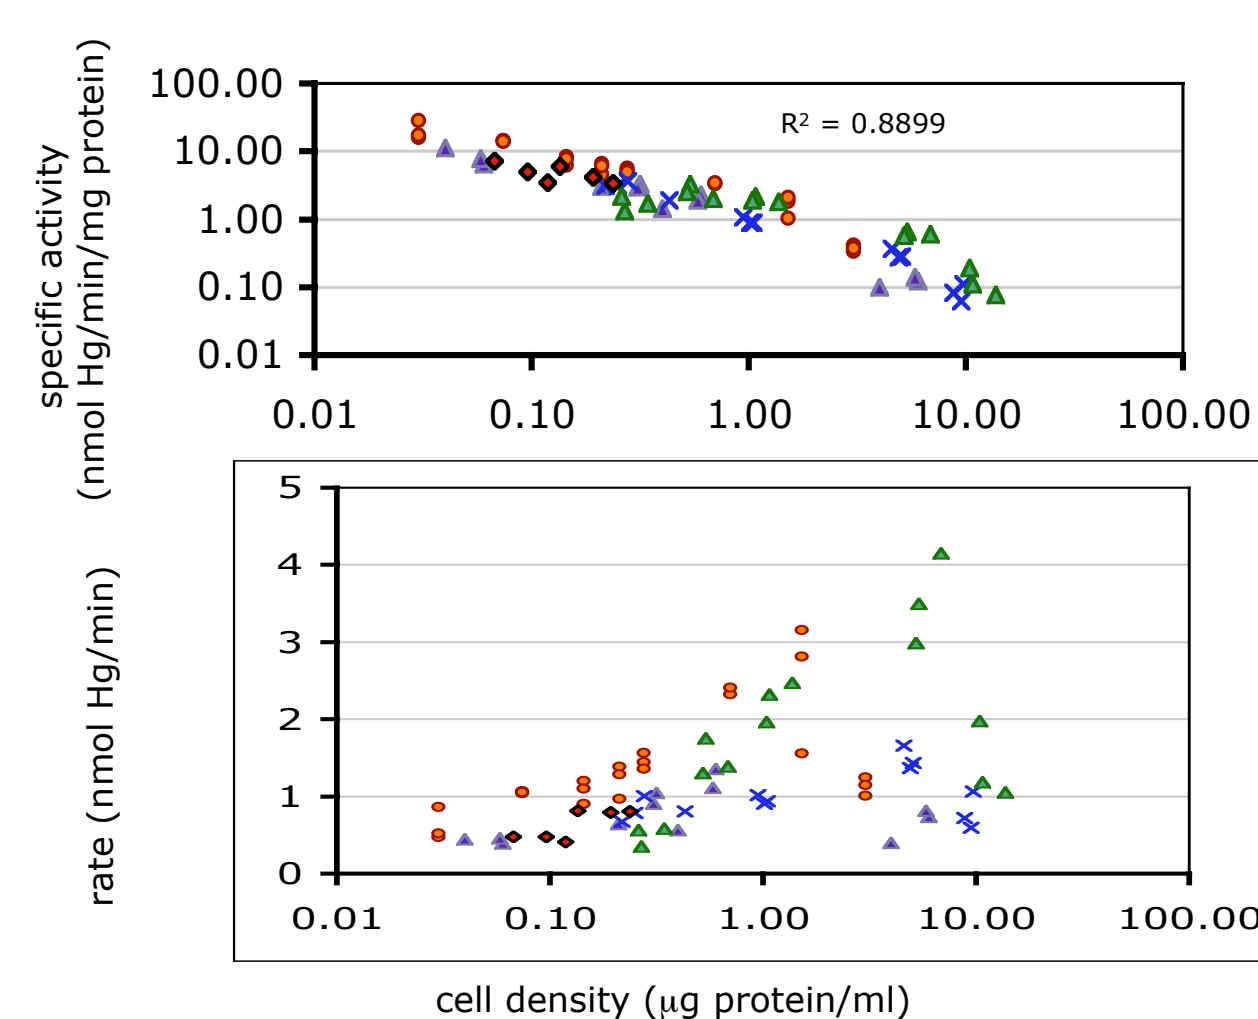 specific activity
(nmol Hg/min/mg protein)
100.00
10.00
1.00
0.10
0.01
R² = 0.8899
0.01 0.10 1.00 10.00 100.00
rate (nmol Hg/min)
5
4
3
2
1
0
0.01 0.10 1.00 10.00 100.00
cell density (μg protein/ml)